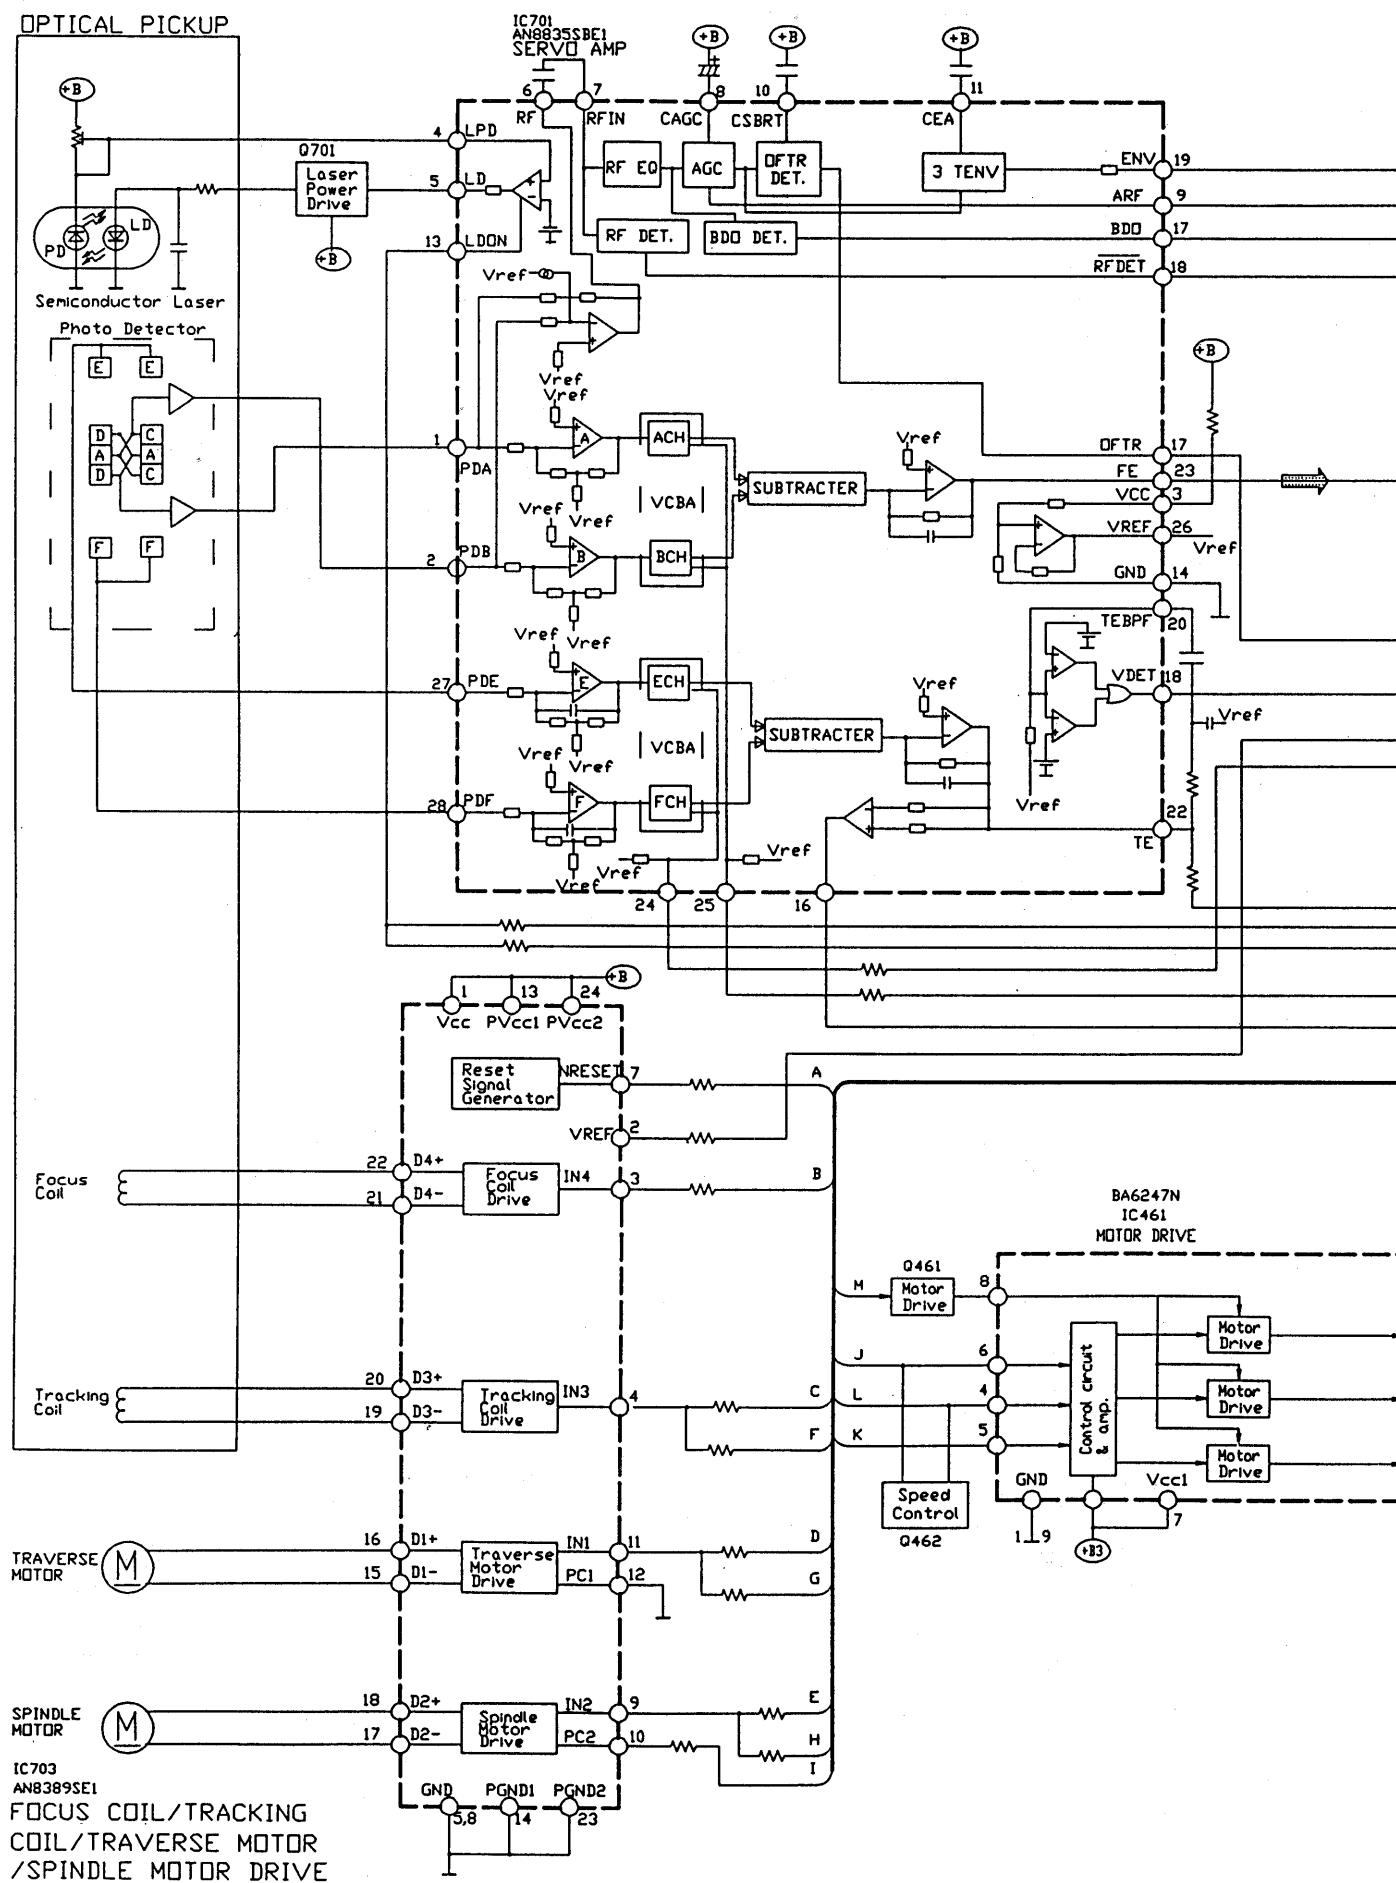 OPTICAL PICKUP
IC701
AN8835SBE1
SERVO AMP
+B
+B
+B
+B
6
7
8
10
11
RF
RFIN
CAGC
CSBRT
CEA
4
LPD
Q701
Laser
Power
Drive
5
LD
RF EQ
AGC
OFTR
DET.
3 TENV
ENV
19
ARF
9
BDO
17
RFDET
18
PD
LD
+B
13
LDON
RF DET.
BDO DET.
Semiconductor Laser
Photo Detector
Vref
Vref
Vref
+B
E
E
D
C
A
A
D
C
F
F
1
PDA
A
ACH
VCBA
SUBTRACTER
Vref
OFTR
17
FE
23
VCC
3
VREF
26
Vref
GND
14
TEBPF
20
VDET
18
Vref
Vref
TE
22
Vref
2
PDB
B
BCH
Vref
Vref
27
PDE
E
ECH
VCBA
SUBTRACTER
Vref
Vref
Vref
28
PDF
F
FCH
Vref
Vref
Vref
24
25
16
+B
1
13
24
Vcc
PVcc1
PVcc2
Reset
Signal
Generator
NRESET
7
A
VREF
2
Focus
Coil
22
D4+
21
D4-
Focus
Coil
Drive
IN4
3
B
BA6247N
IC461
MOTOR DRIVE
M
Q461
Motor
Drive
8
J
6
L
4
K
5
Control circuit
& amp.
Motor
Drive
Motor
Drive
Motor
Drive
Speed
Control
Q462
GND
1
9
Vcc1
7
+B3
Tracking
Coil
20
D3+
19
D3-
Tracking
Coil
Drive
IN3
4
C
F
TRAVERSE
MOTOR
M
16
D1+
15
D1-
Traverse
Motor
Drive
IN1
11
PC1
12
D
G
SPINDLE
MOTOR
M
18
D2+
17
D2-
Spindle
Motor
Drive
IN2
9
PC2
10
E
H
I
GND
PGND1
PGND2
5,8
14
23
IC703
AN8389SE1
FOCUS COIL/TRACKING
COIL/TRAVERSE MOTOR
/SPINDLE MOTOR DRIVE